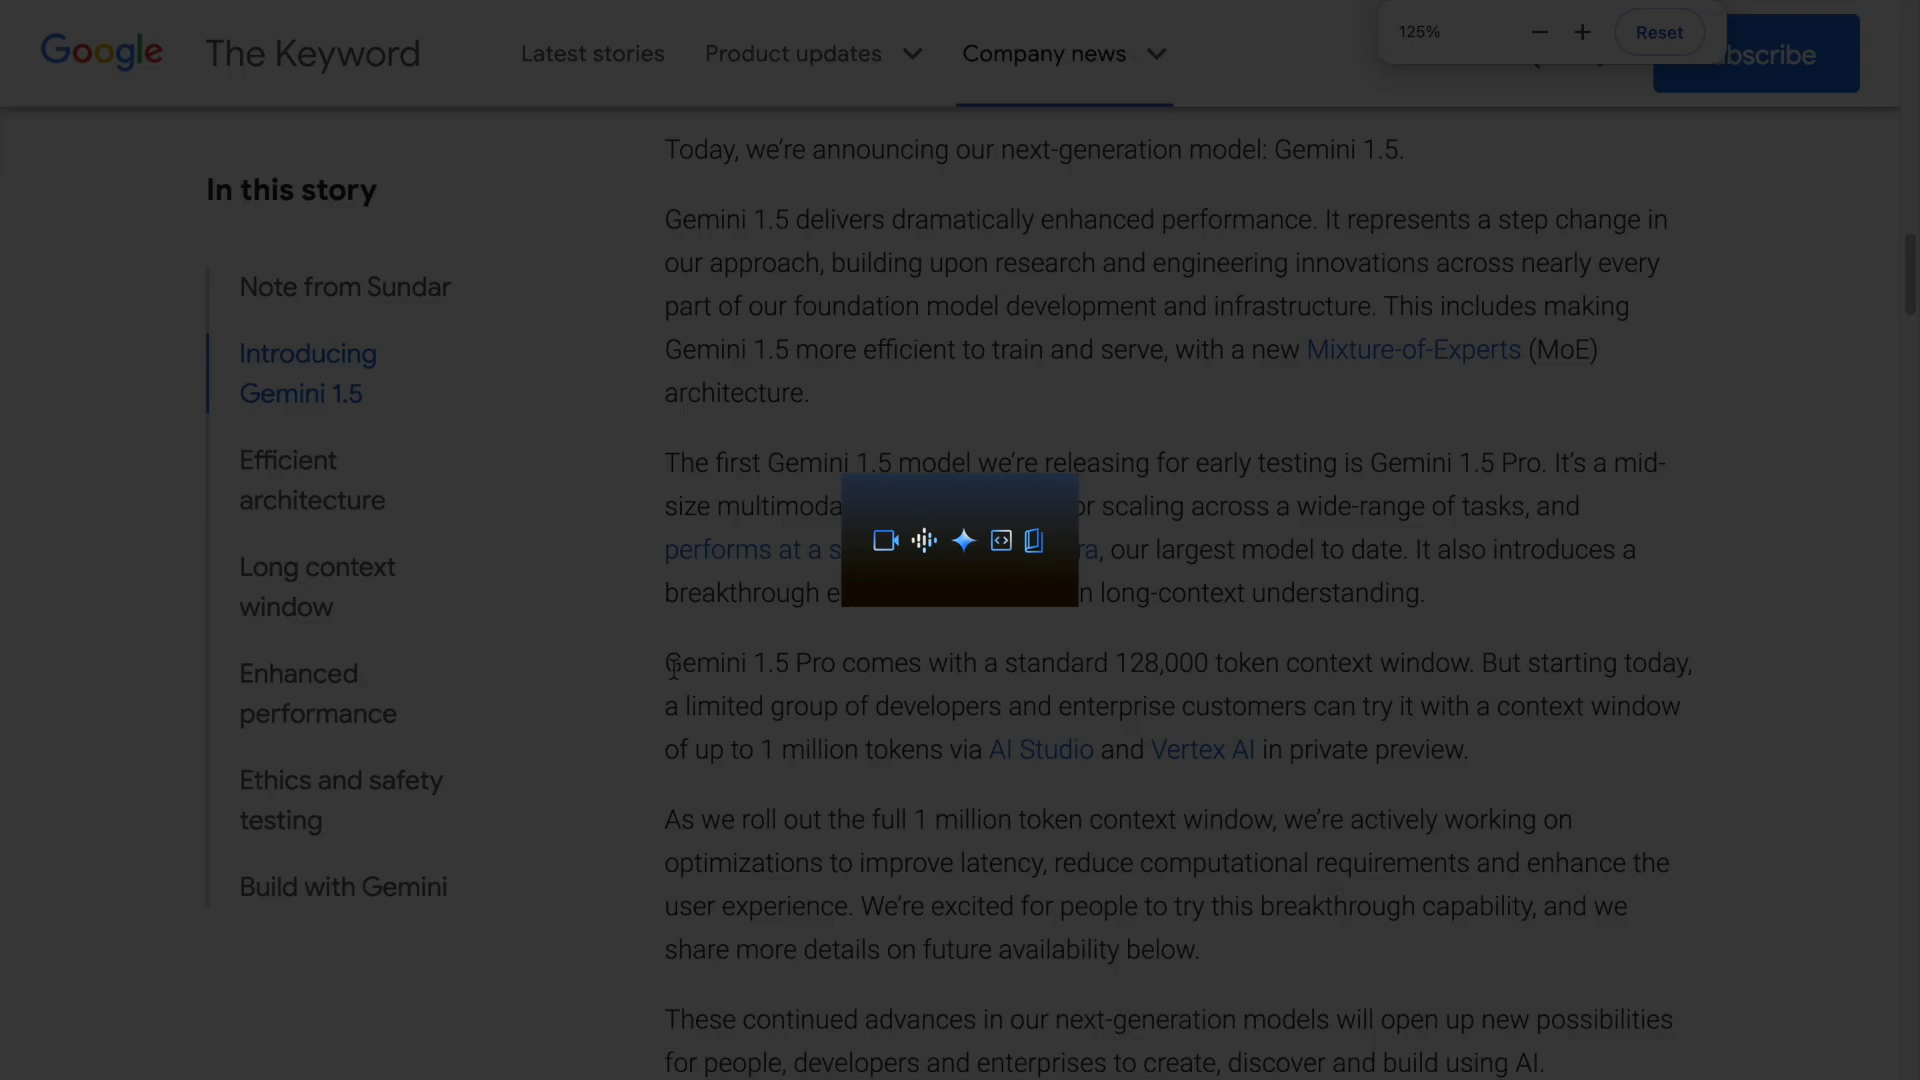 Google The Keyword Latest stories Product updates Company news
125% Reset
bscribe
In this story
Note from Sundar
Introducing
Gemini 1.5
Efficient
architecture
Long context
window
Enhanced
performance
Ethics and safety
testing
Build with Gemini
Today, we’re announcing our next-generation model: Gemini 1.5.
Gemini 1.5 delivers dramatically enhanced performance. It represents a step change in
our approach, building upon research and engineering innovations across nearly every
part of our foundation model development and infrastructure. This includes making
Gemini 1.5 more efficient to train and serve, with a new Mixture-of-Experts (MoE)
architecture.
The first Gemini 1.5 model we’re releasing for early testing is Gemini 1.5 Pro. It’s a mid-
size multimoda or scaling across a wide-range of tasks, and
performs at a s ra, our largest model to date. It also introduces a
breakthrough e n long-context understanding.
Gemini 1.5 Pro comes with a standard 128,000 token context window. But starting today,
a limited group of developers and enterprise customers can try it with a context window
of up to 1 million tokens via AI Studio and Vertex AI in private preview.
As we roll out the full 1 million token context window, we’re actively working on
optimizations to improve latency, reduce computational requirements and enhance the
user experience. We’re excited for people to try this breakthrough capability, and we
share more details on future availability below.
These continued advances in our next-generation models will open up new possibilities
for people, developers and enterprises to create, discover and build using AI.